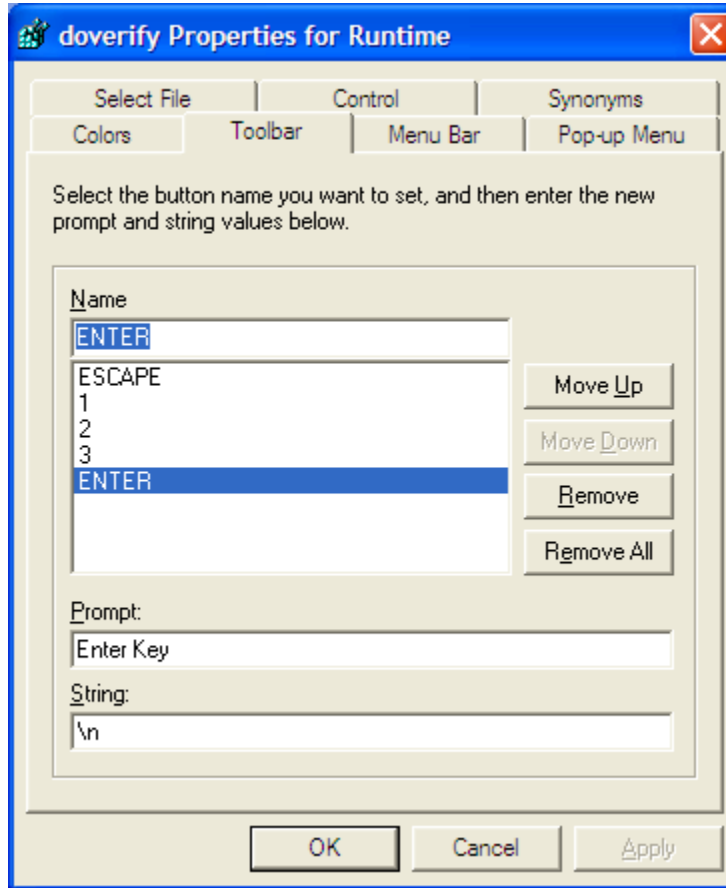 doverify Properties for Runtime
Select File Control Synonyms
Colors Toolbar Menu Bar Pop-up Menu
Select the button name you want to set, and then enter the new
prompt and string values below.
Name
ENTER
ESCAPE
1
2
3
ENTER
Move Up
Move Down
Remove
Remove All
Prompt:
Enter Key
String:
\n
OK Cancel Apply